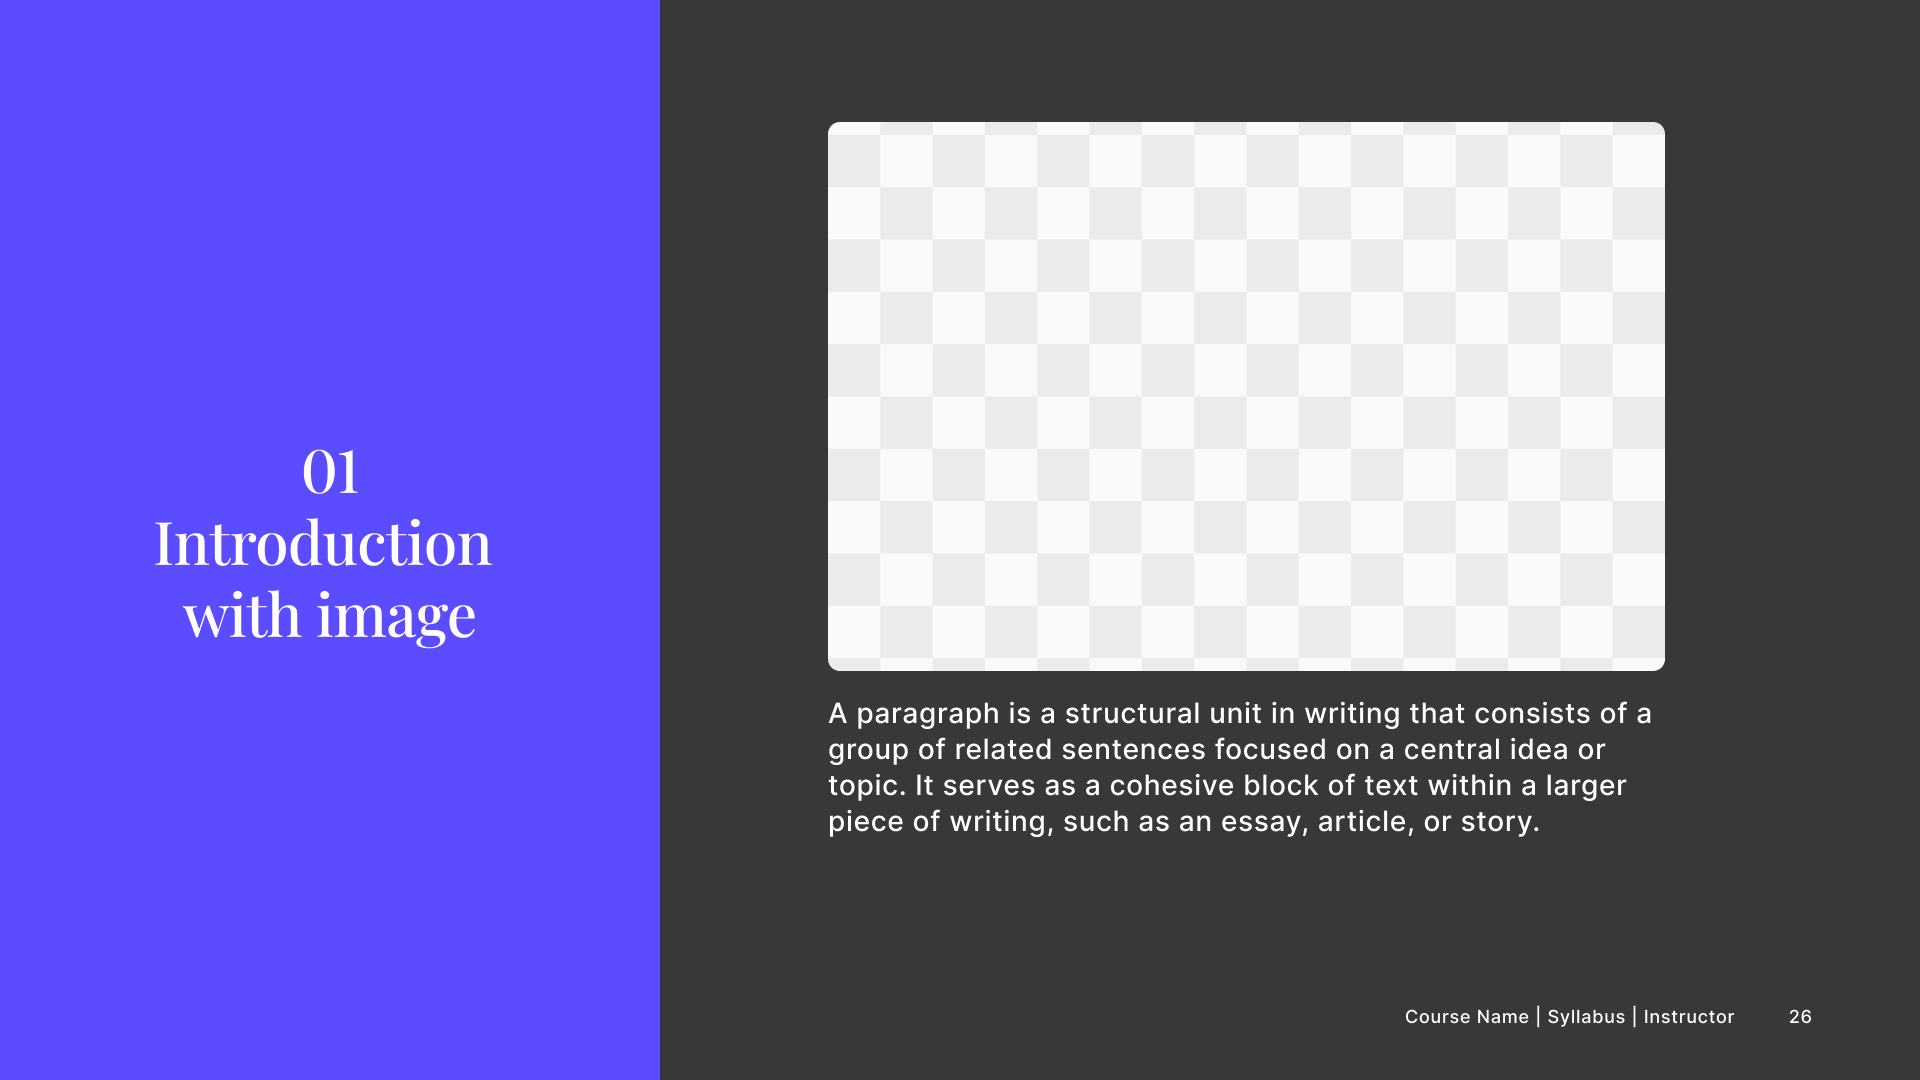 01
Introduction
with image
A paragraph is a structural unit in writing that consists of a
group of related sentences focused on a central idea or
topic. It serves as a cohesive block of text within a larger
piece of writing, such as an essay, article, or story.
Course Name | Syllabus | Instructor 26